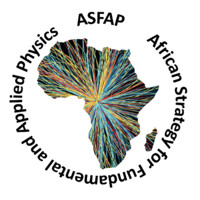 ASFAP
African Strategy for Fundamental and Applied Physics